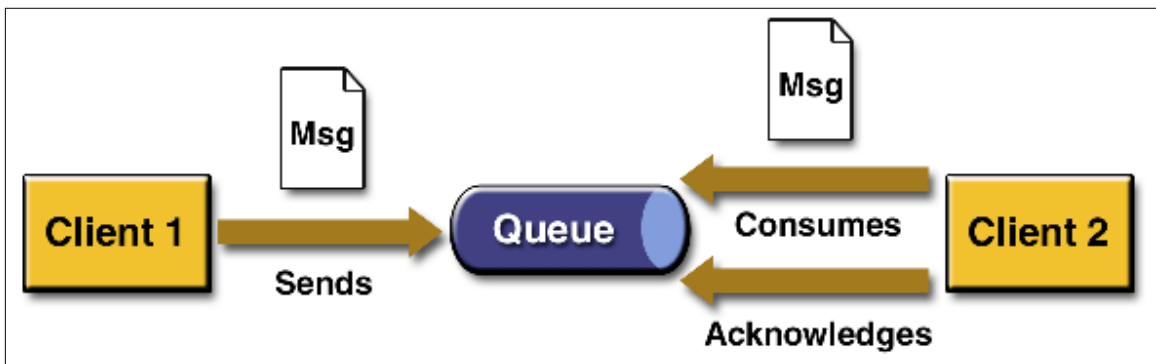 Msg
Msg
Client 1
Sends
Queue
Consumes
Acknowledges
Client 2